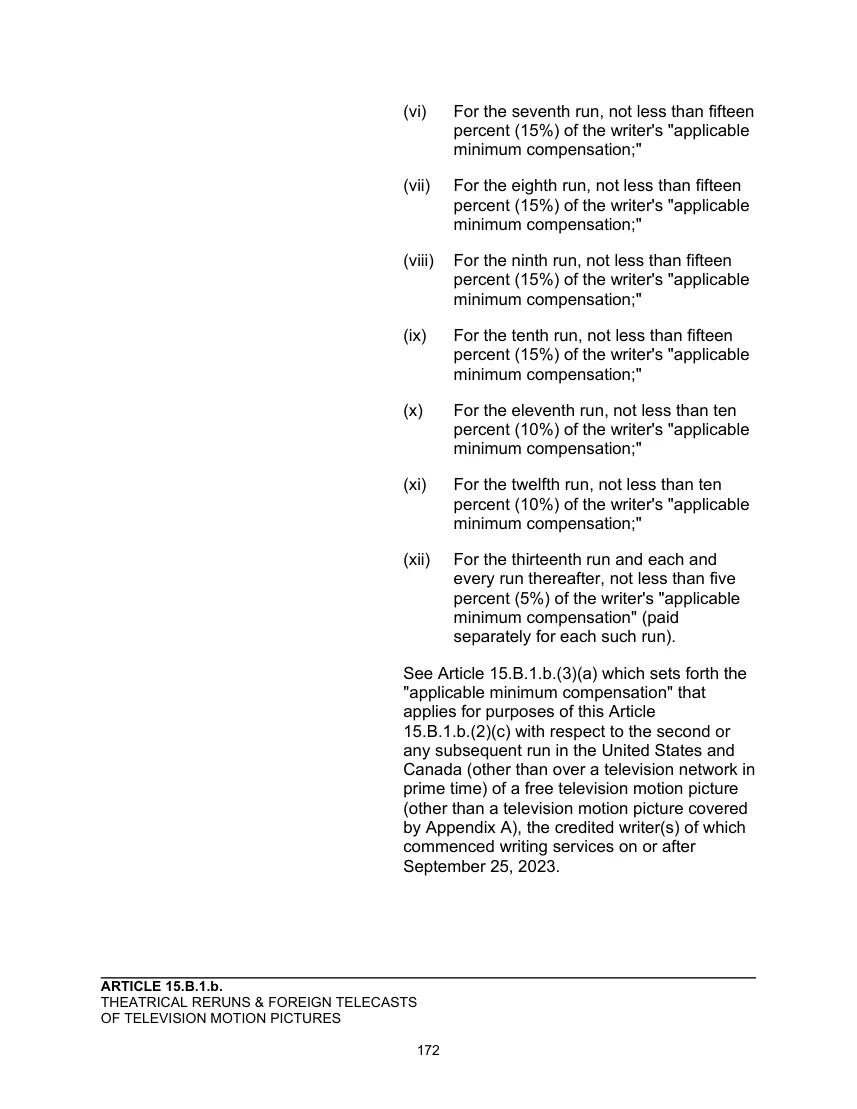 (vi) For the seventh run, not less than fifteen
percent (15%) of the writer's "applicable
minimum compensation;"
(vii) For the eighth run, not less than fifteen
percent (15%) of the writer's "applicable
minimum compensation;"
(viii) For the ninth run, not less than fifteen
percent (15%) of the writer's "applicable
minimum compensation;"
(ix) For the tenth run, not less than fifteen
percent (15%) of the writer's "applicable
minimum compensation;"
(x) For the eleventh run, not less than ten
percent (10%) of the writer's "applicable
minimum compensation;"
(xi) For the twelfth run, not less than ten
percent (10%) of the writer's "applicable
minimum compensation;"
(xii) For the thirteenth run and each and
every run thereafter, not less than five
percent (5%) of the writer's "applicable
minimum compensation" (paid
separately for each such run).
See Article 15.B.1.b.(3)(a) which sets forth the
"applicable minimum compensation" that
applies for purposes of this Article
15.B.1.b.(2)(c) with respect to the second or
any subsequent run in the United States and
Canada (other than over a television network in
prime time) of a free television motion picture
(other than a television motion picture covered
by Appendix A), the credited writer(s) of which
commenced writing services on or after
September 25, 2023.
ARTICLE 15.B.1.b.
THEATRICAL RERUNS & FOREIGN TELECASTS
OF TELEVISION MOTION PICTURES
172